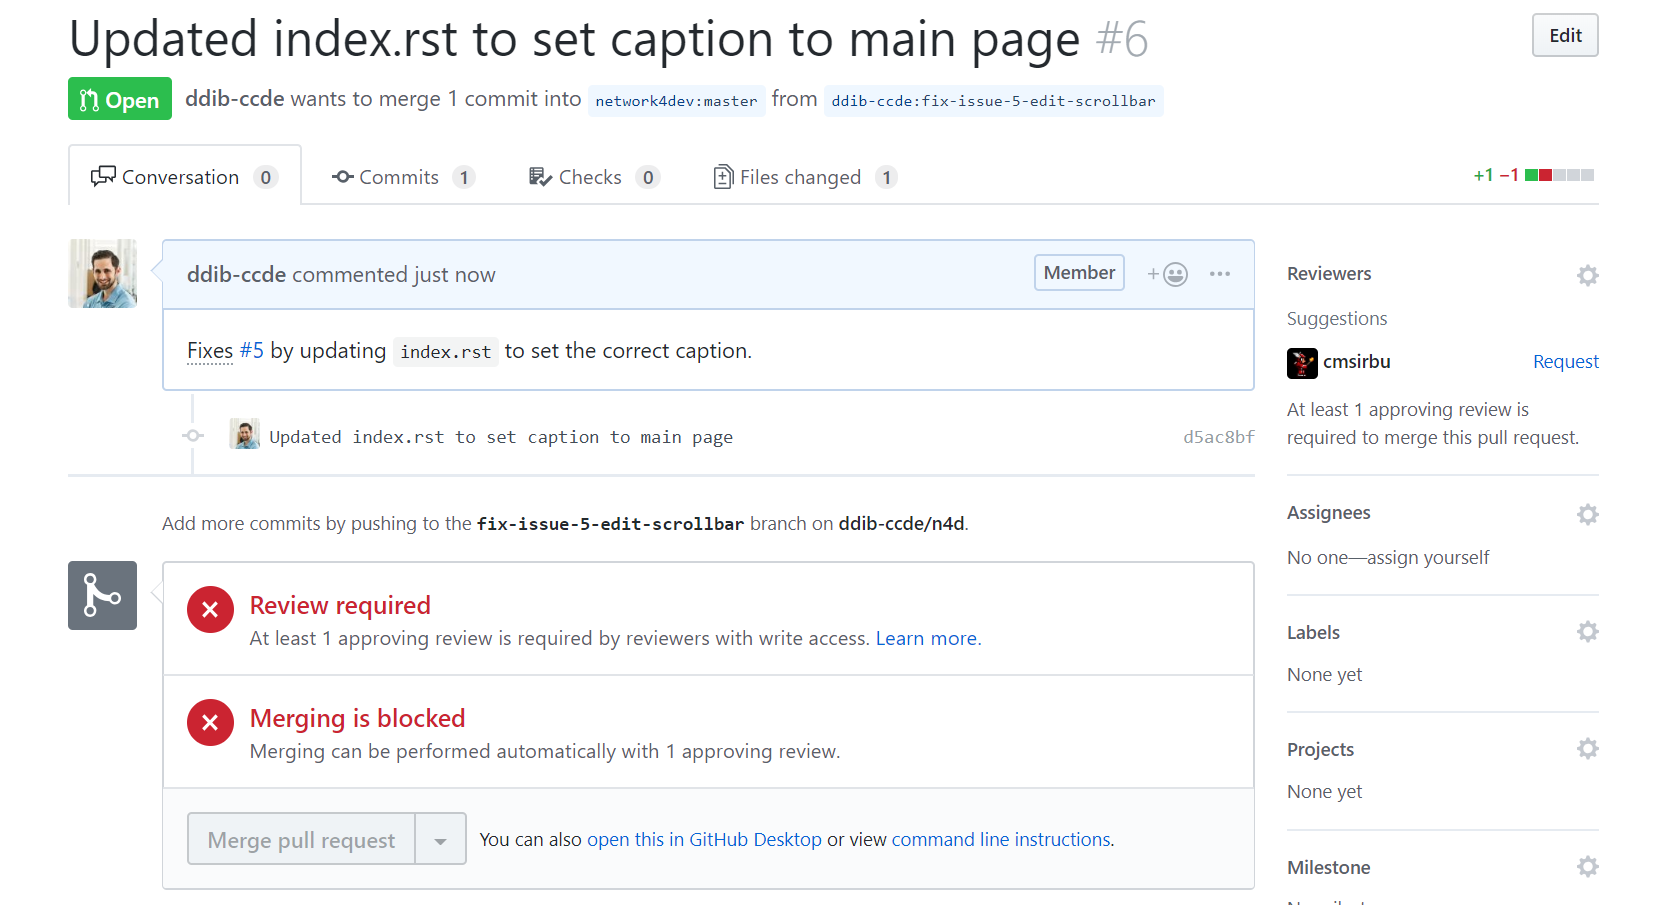 Updated index.rst to set caption to main page #6
Edit
Open ddib-ccde wants to merge 1 commit into network4dev:master from ddib-ccde:fix-issue-5-edit-scrollbar
Conversation 0 Commits 1 Checks 0 Files changed 1
+1 −1
ddib-ccde commented just now
Member
Fixes #5 by updating index.rst to set the correct caption.
Updated index.rst to set caption to main page
d5ac8bf
Add more commits by pushing to the fix-issue-5-edit-scrollbar branch on ddib-ccde/n4d.
Review required
At least 1 approving review is required by reviewers with write access. Learn more.
Merging is blocked
Merging can be performed automatically with 1 approving review.
Merge pull request
You can also open this in GitHub Desktop or view command line instructions.
Reviewers
Suggestions
cmsirbu Request
At least 1 approving review is
required to merge this pull request.
Assignees
No one—assign yourself
Labels
None yet
Projects
None yet
Milestone